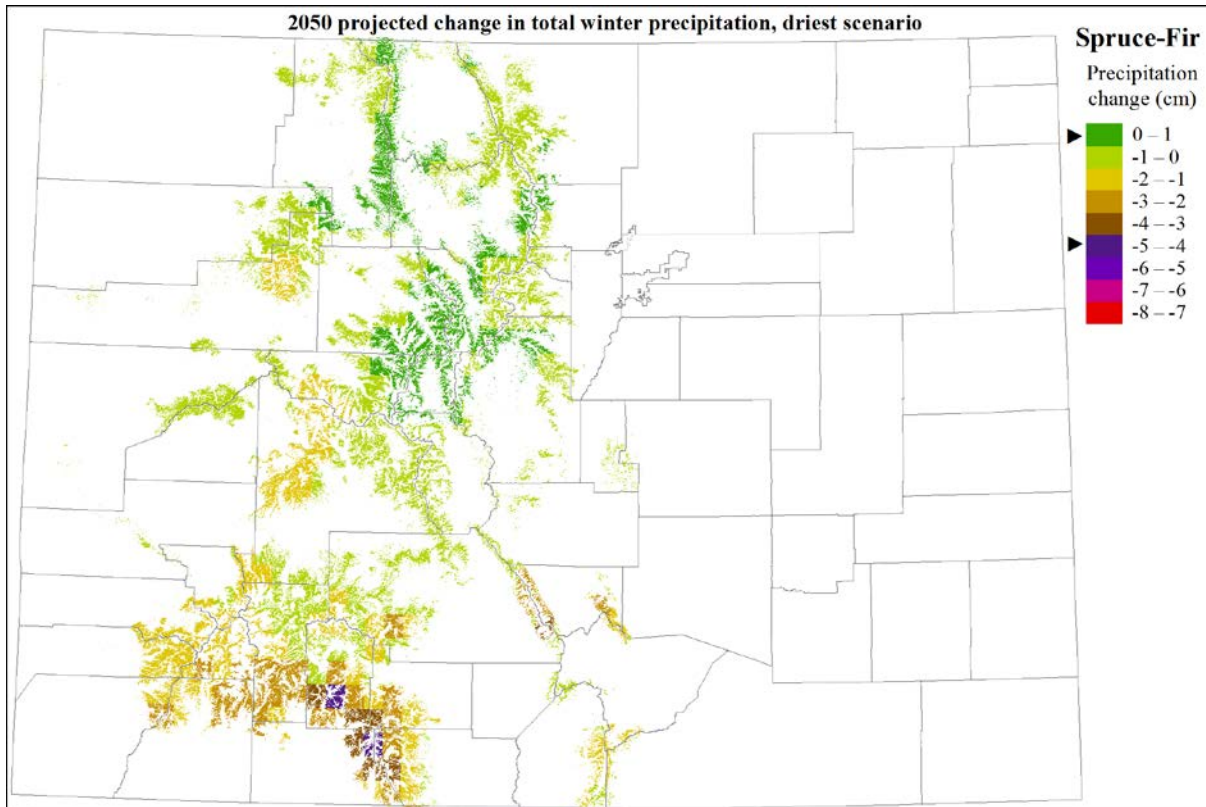 2050 projected change in total winter precipitation, driest scenario
Spruce-Fir
Precipitation
change (cm)
0 – 1
-1 – 0
-2 – -1
-3 – -2
-4 – -3
-5 – -4
-6 – -5
-7 – -6
-8 – -7